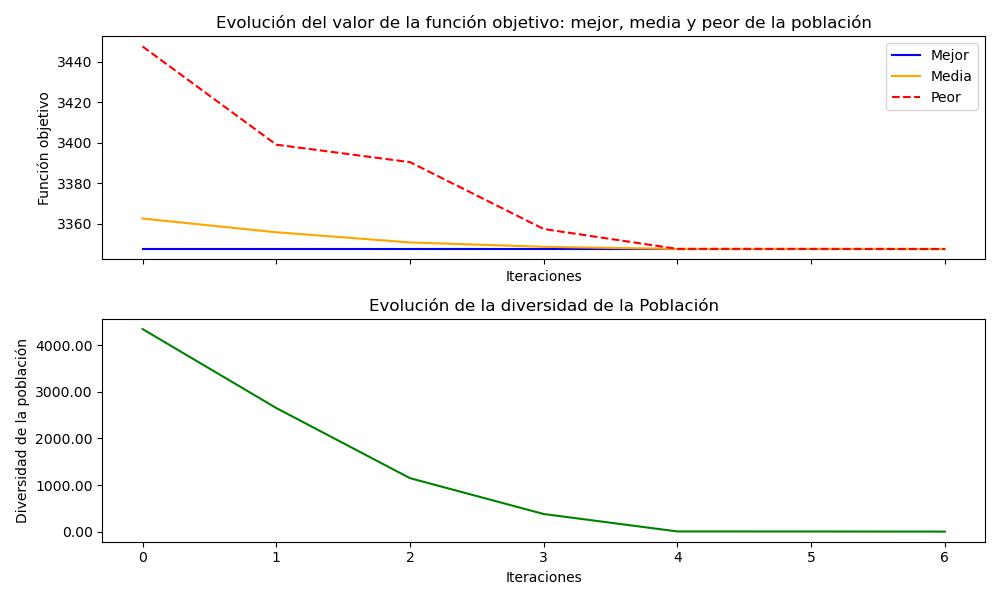 Evolución del valor de la función objetivo: mejor, media y peor de la población
Función objetivo
3440
3420
3400
3380
3360
Mejor
Media
Peor
Iteraciones
Evolución de la diversidad de la Población
Diversidad de la población
4000.00
3000.00
2000.00
1000.00
0.00
0 1 2 3 4 5 6
Iteraciones